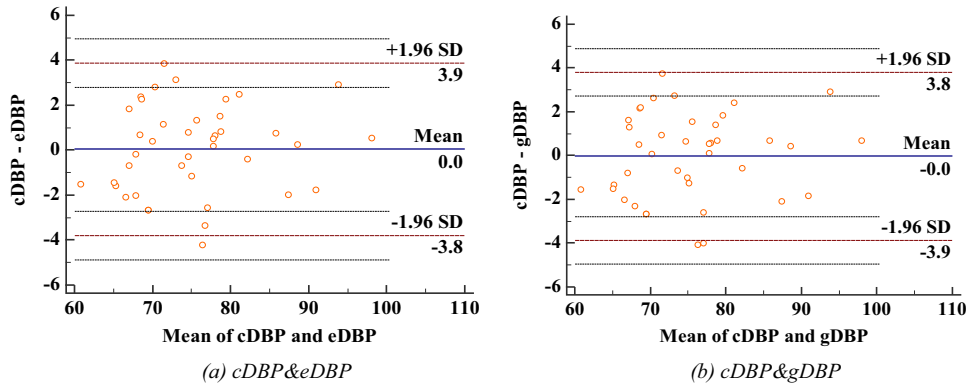 6
4
2
0
-2
-4
-6
cDBP - eDBP
+1.96 SD
3.9
Mean
0.0
-1.96 SD
-3.8
60 70 80 90 100 110
Mean of cDBP and eDBP
(a) cDBP&eDBP
6
4
2
0
-2
-4
-6
cDBP - gDBP
+1.96 SD
3.8
Mean
-0.0
-1.96 SD
-3.9
60 70 80 90 100 110
Mean of cDBP and gDBP
(b) cDBP&gDBP